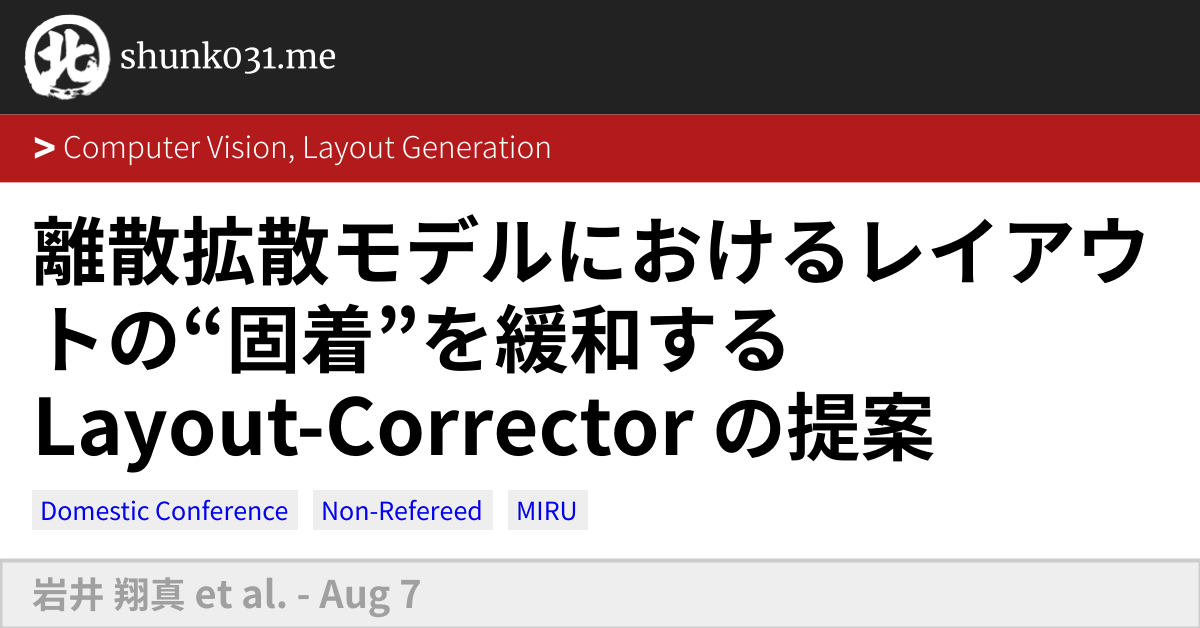 北
shunk031.me
> Computer Vision, Layout Generation
離散拡散モデルにおけるレイアウ
トの“固着”を緩和する
Layout-Corrector の提案
Domestic Conference Non-Refereed MIRU
岩井 翔真 et al. - Aug 7